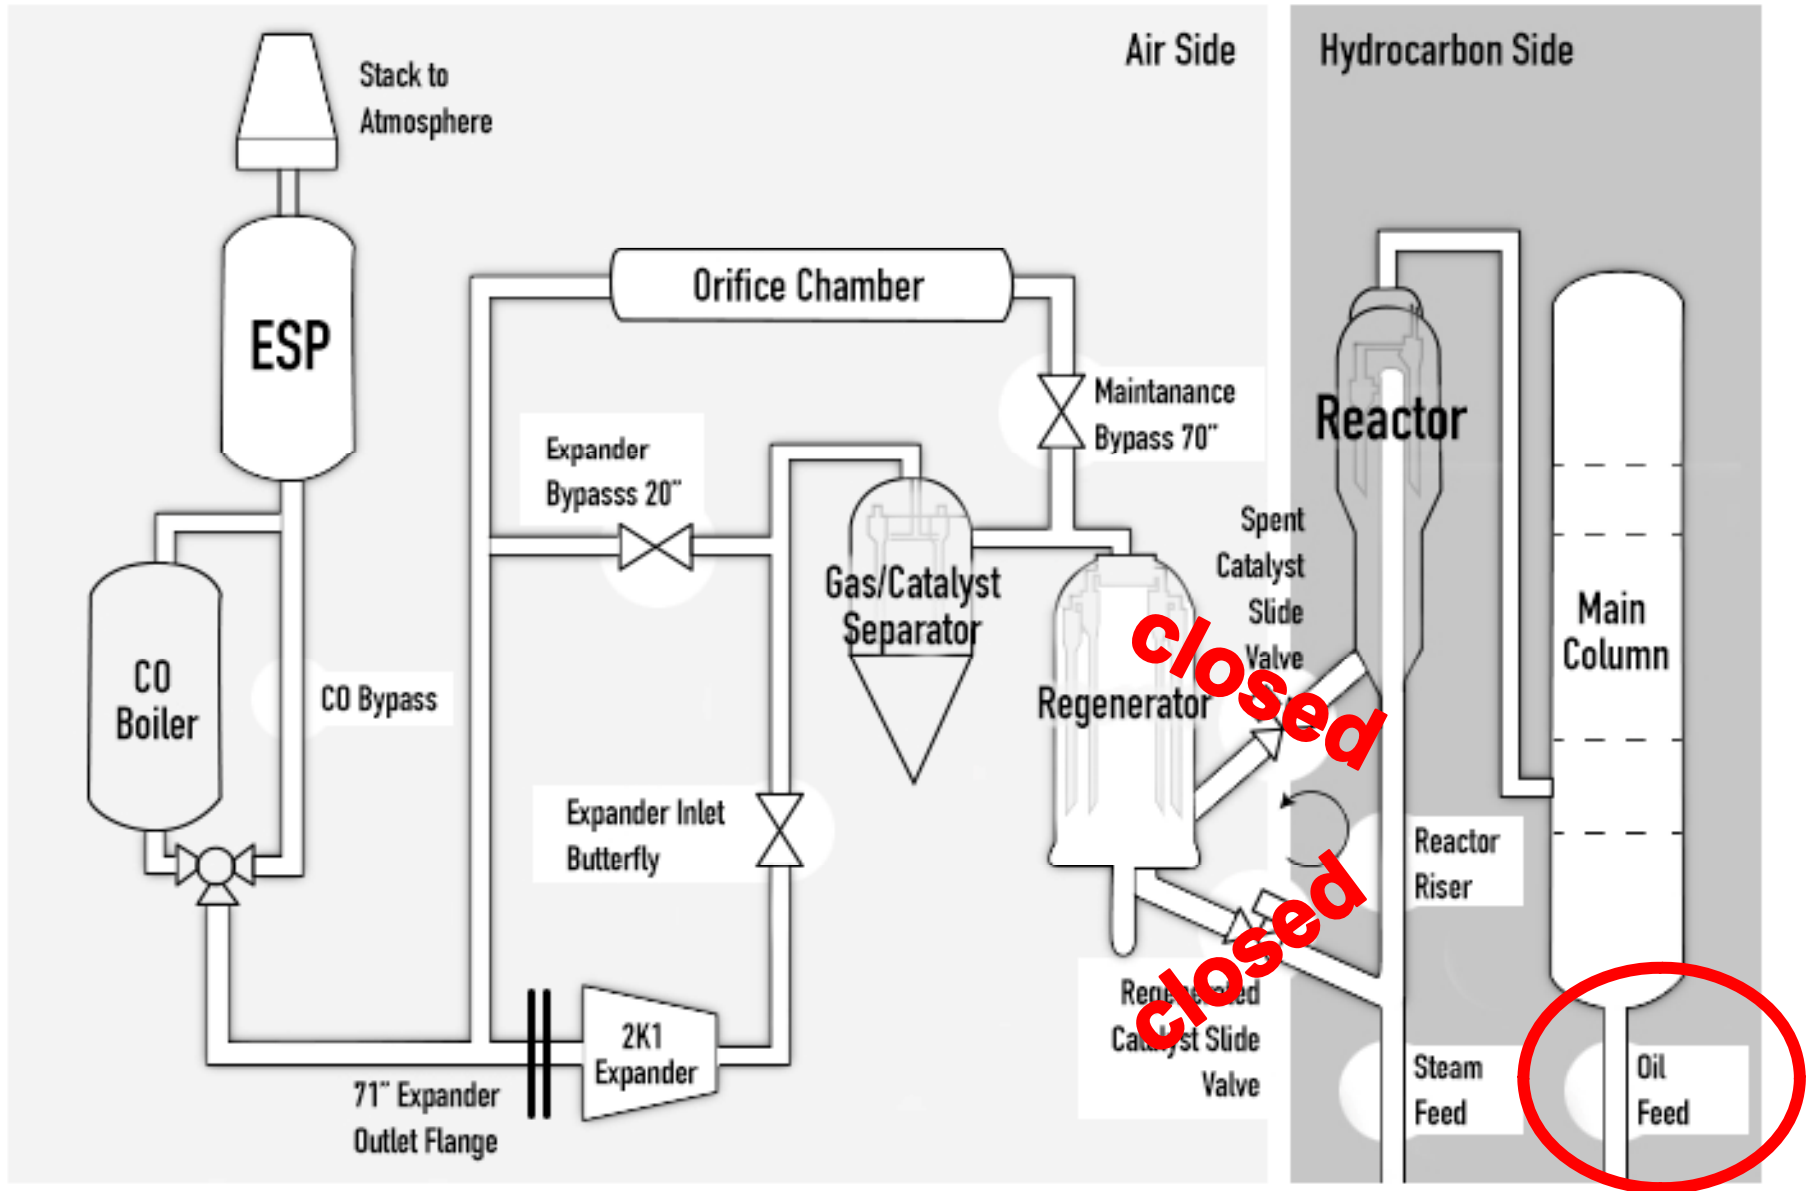 Air Side
Hydrocarbon Side
Stack to
Atmosphere
Orifice Chamber
ESP
Maintanance
Bypass 70"
Reactor
Expander
Bypasss 20"
Spent
Catalyst
Slide
Valve
Gas/Catalyst
Separator
closed
Main
Column
CO
Boiler
CO Bypass
Regenerator
Expander Inlet
Butterfly
Reactor
Riser
closed
Regenerated
Catalyst Slide
Valve
2K1
Expander
71" Expander
Outlet Flange
Steam
Feed
Oil
Feed